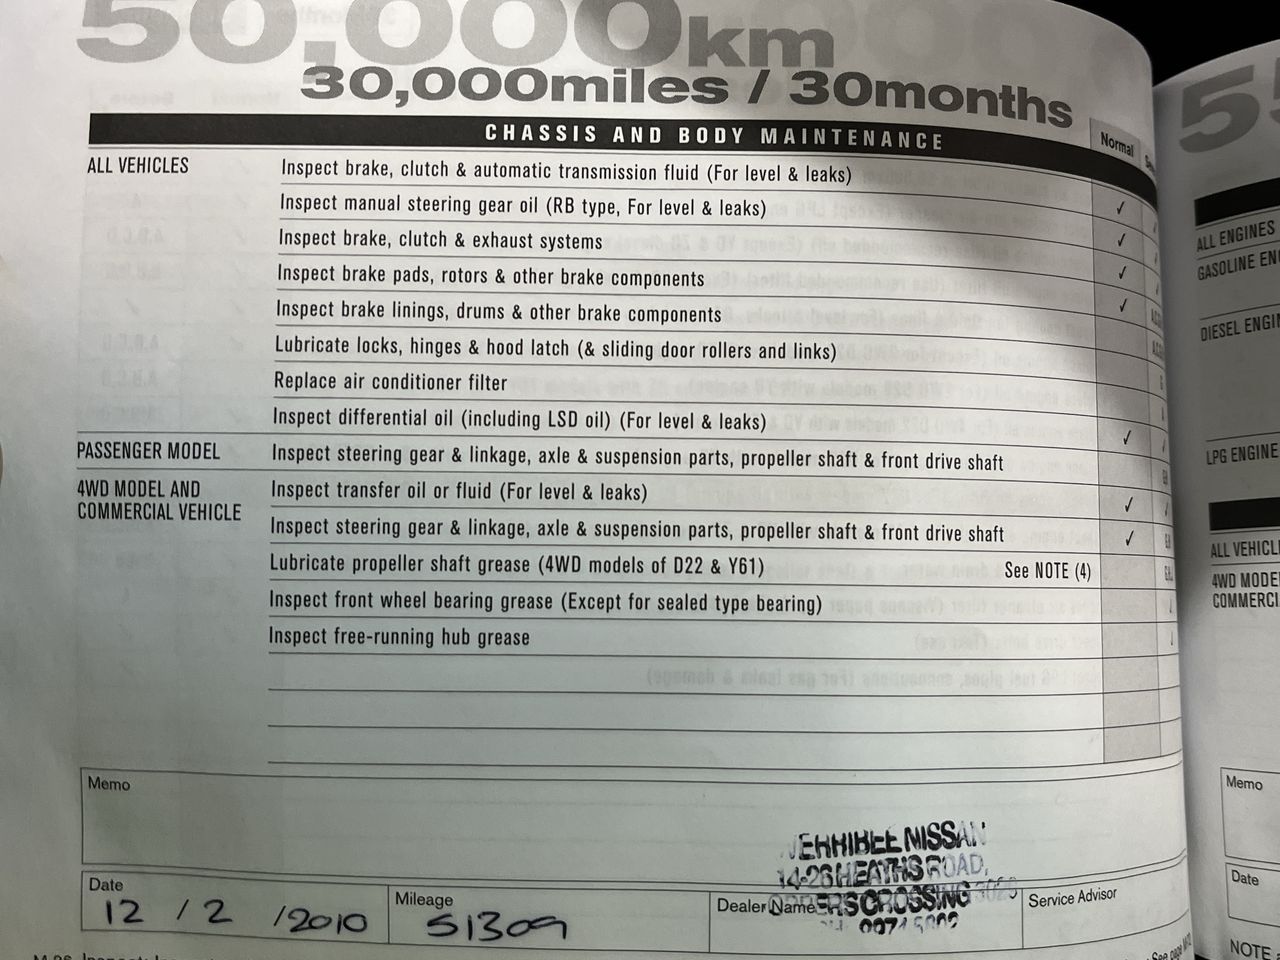 50,000km
30,000miles / 30months
CHASSIS AND BODY MAINTENANCE
Normal
ALL VEHICLES
Inspect brake, clutch & automatic transmission fluid (For level & leaks)
Inspect manual steering gear oil (RB type, For level & leaks) ✓
Inspect brake, clutch & exhaust systems ✓
Inspect brake pads, rotors & other brake components ✓
Inspect brake linings, drums & other brake components ✓
Lubricate locks, hinges & hood latch (& sliding door rollers and links)
Replace air conditioner filter
Inspect differential oil (including LSD oil) (For level & leaks) ✓
PASSENGER MODEL
Inspect steering gear & linkage, axle & suspension parts, propeller shaft & front drive shaft
4WD MODEL AND
COMMERCIAL VEHICLE
Inspect transfer oil or fluid (For level & leaks) ✓
Inspect steering gear & linkage, axle & suspension parts, propeller shaft & front drive shaft ✓
Lubricate propeller shaft grease (4WD models of D22 & Y61) See NOTE (4)
Inspect front wheel bearing grease (Except for sealed type bearing)
Inspect free-running hub grease
Memo
NISSAN
14-26 HEATHS ROAD,
CROSSING 3029
Date
12 / 2 / 2010
Mileage
51309
Dealer Name
Service Advisor
55
ALL ENGINES
GASOLINE EN
DIESEL ENGI
LPG ENGINE
ALL VEHICL
4WD MODE
COMMERCI
Memo
Date
NOTE